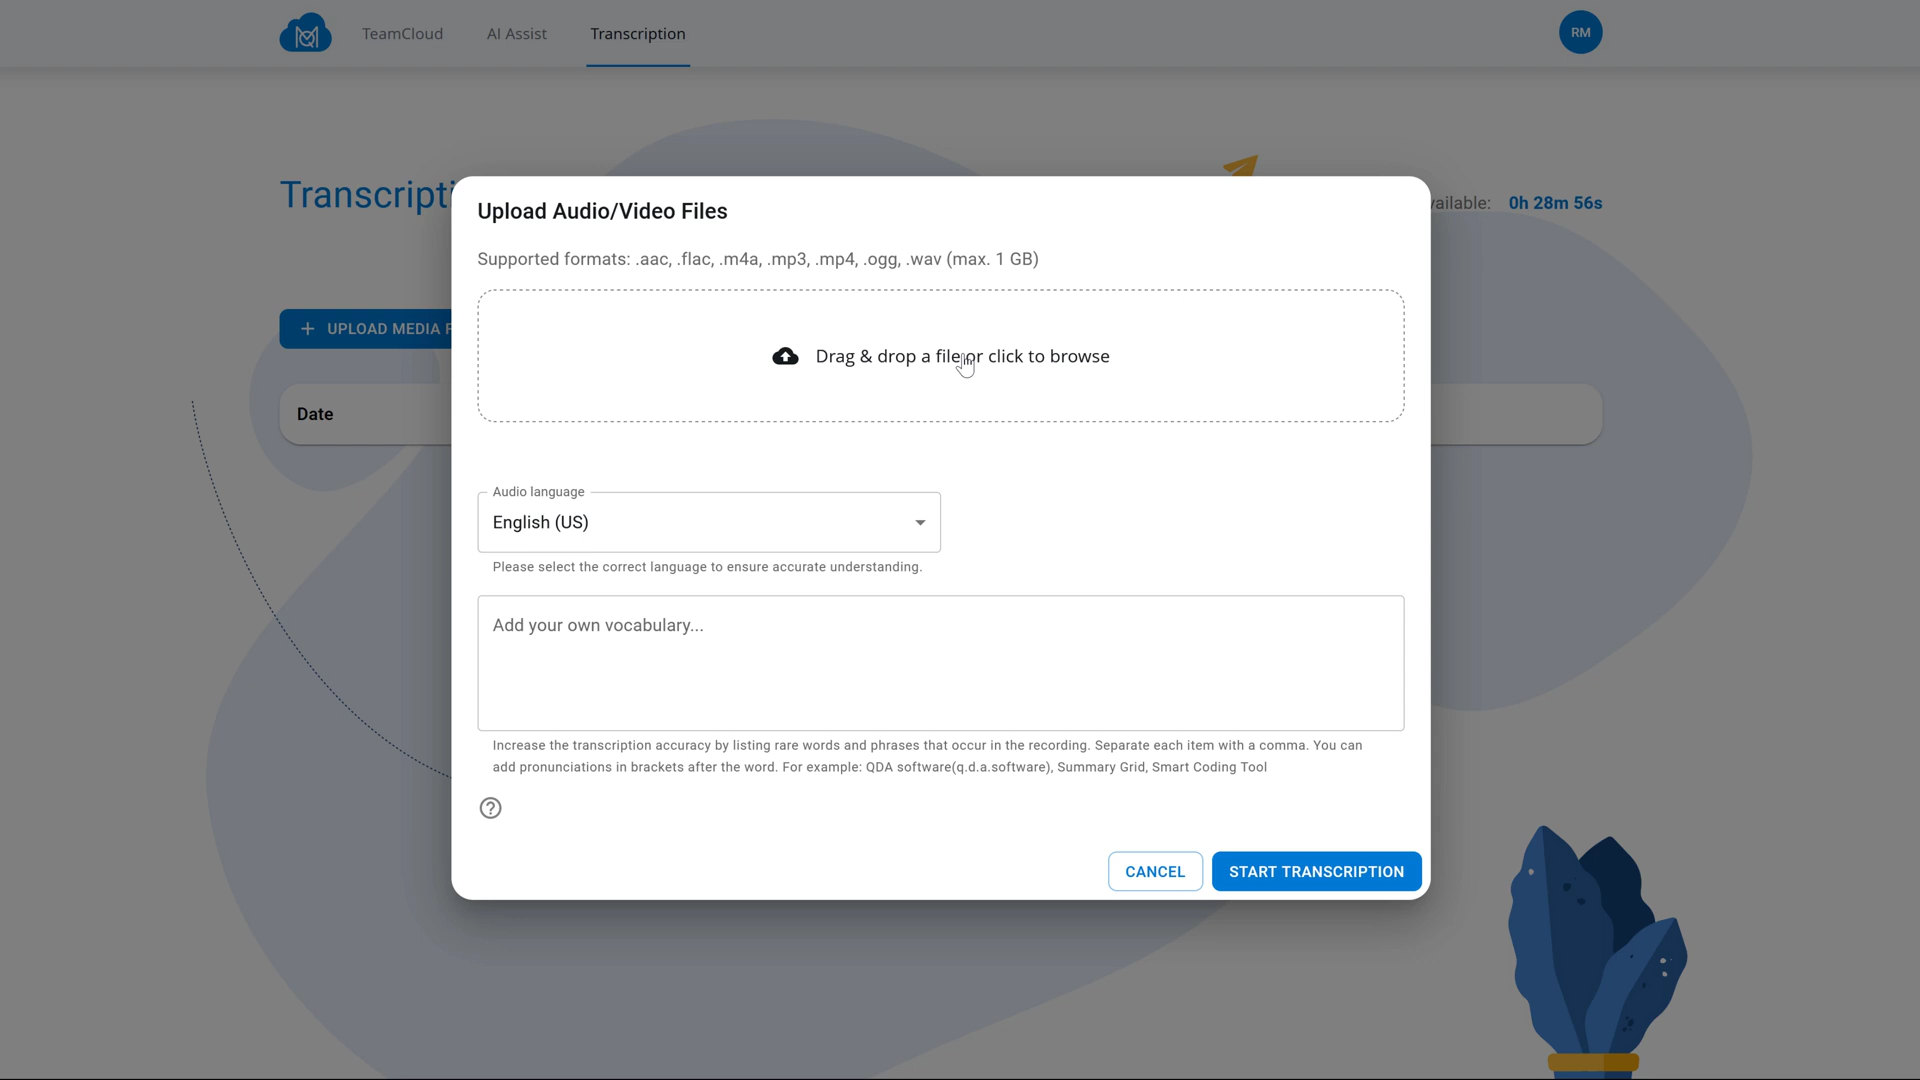 TeamCloud
AI Assist
Transcription
RM
Transcripti
vailable: 0h 28m 56s
UPLOAD MEDIA F
Date
Upload Audio/Video Files
Supported formats: .aac, .flac, .m4a, .mp3, .mp4, .ogg, .wav (max. 1 GB)
Drag & drop a file or click to browse
Audio language
English (US)
Please select the correct language to ensure accurate understanding.
Add your own vocabulary...
Increase the transcription accuracy by listing rare words and phrases that occur in the recording. Separate each item with a comma. You can
add pronunciations in brackets after the word. For example: QDA software(q.d.a.software), Summary Grid, Smart Coding Tool
CANCEL
START TRANSCRIPTION